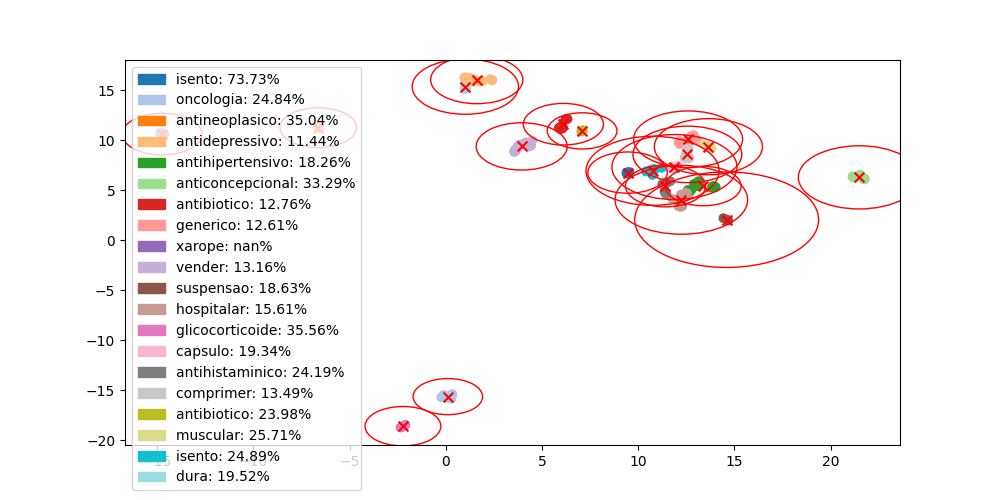 isento: 73.73%
oncologia: 24.84%
antineoplasico: 35.04%
antidepressivo: 11.44%
antihipertensivo: 18.26%
anticoncepcional: 33.29%
antibiotico: 12.76%
generico: 12.61%
xarope: nan%
vender: 13.16%
suspensao: 18.63%
hospitalar: 15.61%
glicocorticoide: 35.56%
capsulo: 19.34%
antihistaminico: 24.19%
comprimer: 13.49%
antibiotico: 23.98%
muscular: 25.71%
isento: 24.89%
dura: 19.52%
15
10
5
0
−5
−10
−15
−20
−15 −10 −5 0 5 10 15 20